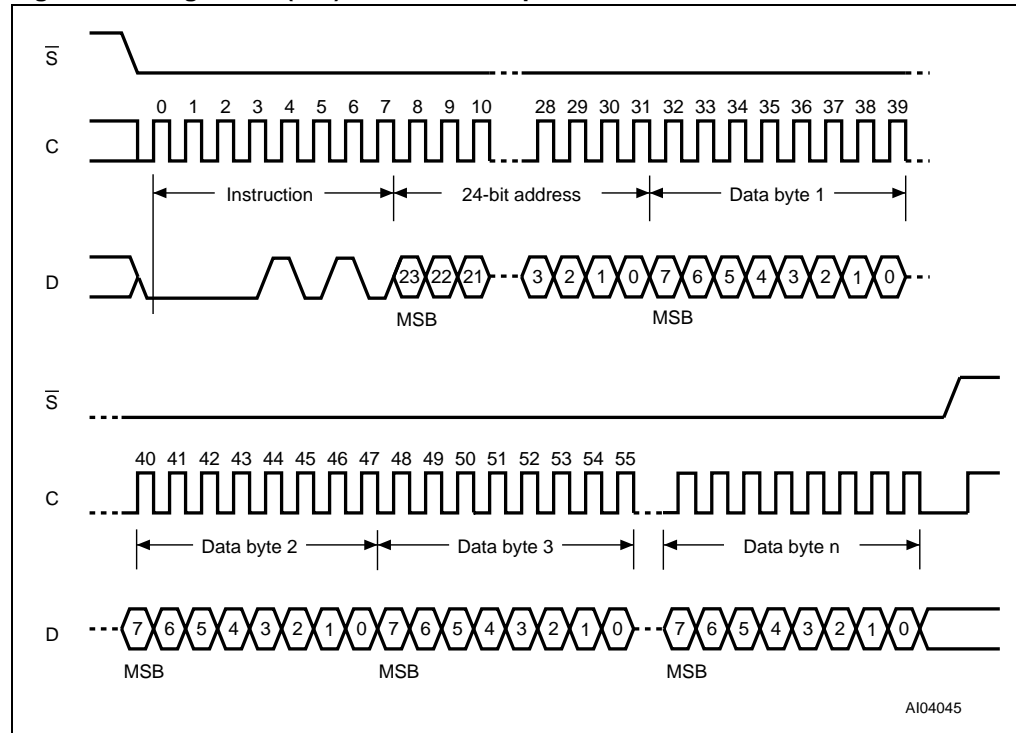 S
0 1 2 3 4 5 6 7 8 9 10 28 29 30 31 32 33 34 35 36 37 38 39
C
Instruction 24-bit address Data byte 1
D 23 22 21 3 2 1 0 7 6 5 4 3 2 1 0
MSB MSB
S
40 41 42 43 44 45 46 47 48 49 50 51 52 53 54 55
C
Data byte 2 Data byte 3 Data byte n
D 7 6 5 4 3 2 1 0 7 6 5 4 3 2 1 0 7 6 5 4 3 2 1 0
MSB MSB MSB
AI04045